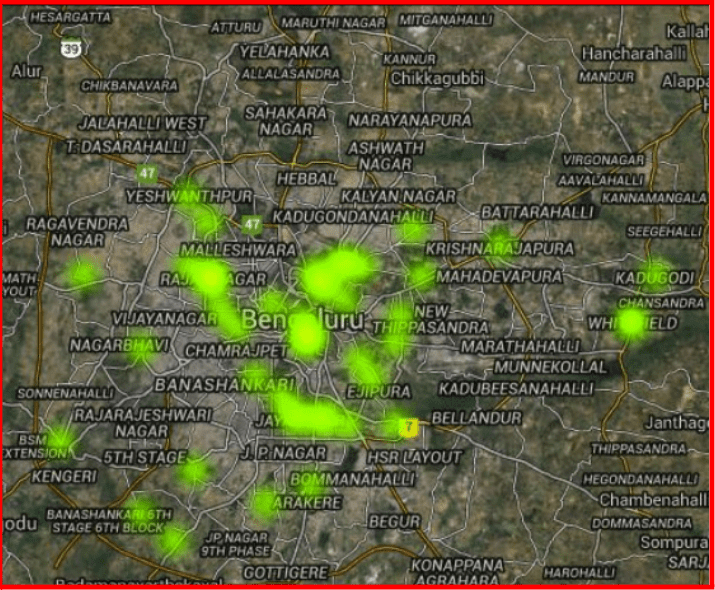 HESARGATTA
ATTURU
MARUTHI NAGAR
MITGANAHALLI
39
YELAHANKA
KANNUR
Hancharahalli
Alur
ALLALASANDRA
Chikkagubbi
MANDUR
CHIKBANAVARA
JALAHALLI WEST
SAHAKARA
NAGAR
NARAYANAPURA
T. DASARAHALLI
ASHWATH
NAGAR
VIRGONAGAR
47
HEBBAL
AAVALAHALLI
YESHWANTHPUR
KALYAN NAGAR
KANNAMANGALA
RAGAVENDRA
NAGAR
47
KADUGONDANAHALLI
BATTARAHALLI
SEEGEHALLI
MALLESHWARA
KRISHNARAJAPURA
MAHADEVAPURA
KADUGODI
CHANSANDRA
VIJAYANAGAR
Bengaluru
NEW
THIPPASANDRA
NAGARBHAVI
CHAMRAJPET
MARATHAHALLI
MUNNEKOLLAL
BANASHANKARI
EJIPURA
KADUBEESANAHALLI
SONNENAHALLI
RAJARAJESHWARI
NAGAR
7
BELLANDUR
BSM
EXTENSION
5TH STAGE
J. P. NAGAR
HSR LAYOUT
THIPPASANDRA
KENGERI
BOMMANAHALLI
HEGONDANAHALLI
ARAKERE
Chambenahall
BANASHANKARI 6TH
STAGE 6TH BLOCK
BEGUR
DOMMASANDRA
JP NAGAR
9TH PHASE
Sompura
GOTTIGERE
KONAPPANA
AGRAHARA
HAROHALLI
SARJ